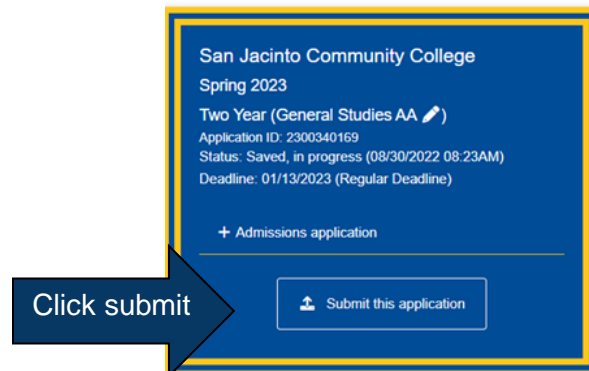 San Jacinto Community College
Spring 2023
Two Year (General Studies AA )
Application ID: 2300340169
Status: Saved, in progress (08/30/2022 08:23AM)
Deadline: 01/13/2023 (Regular Deadline)
+ Admissions application
Click submit
Submit this application